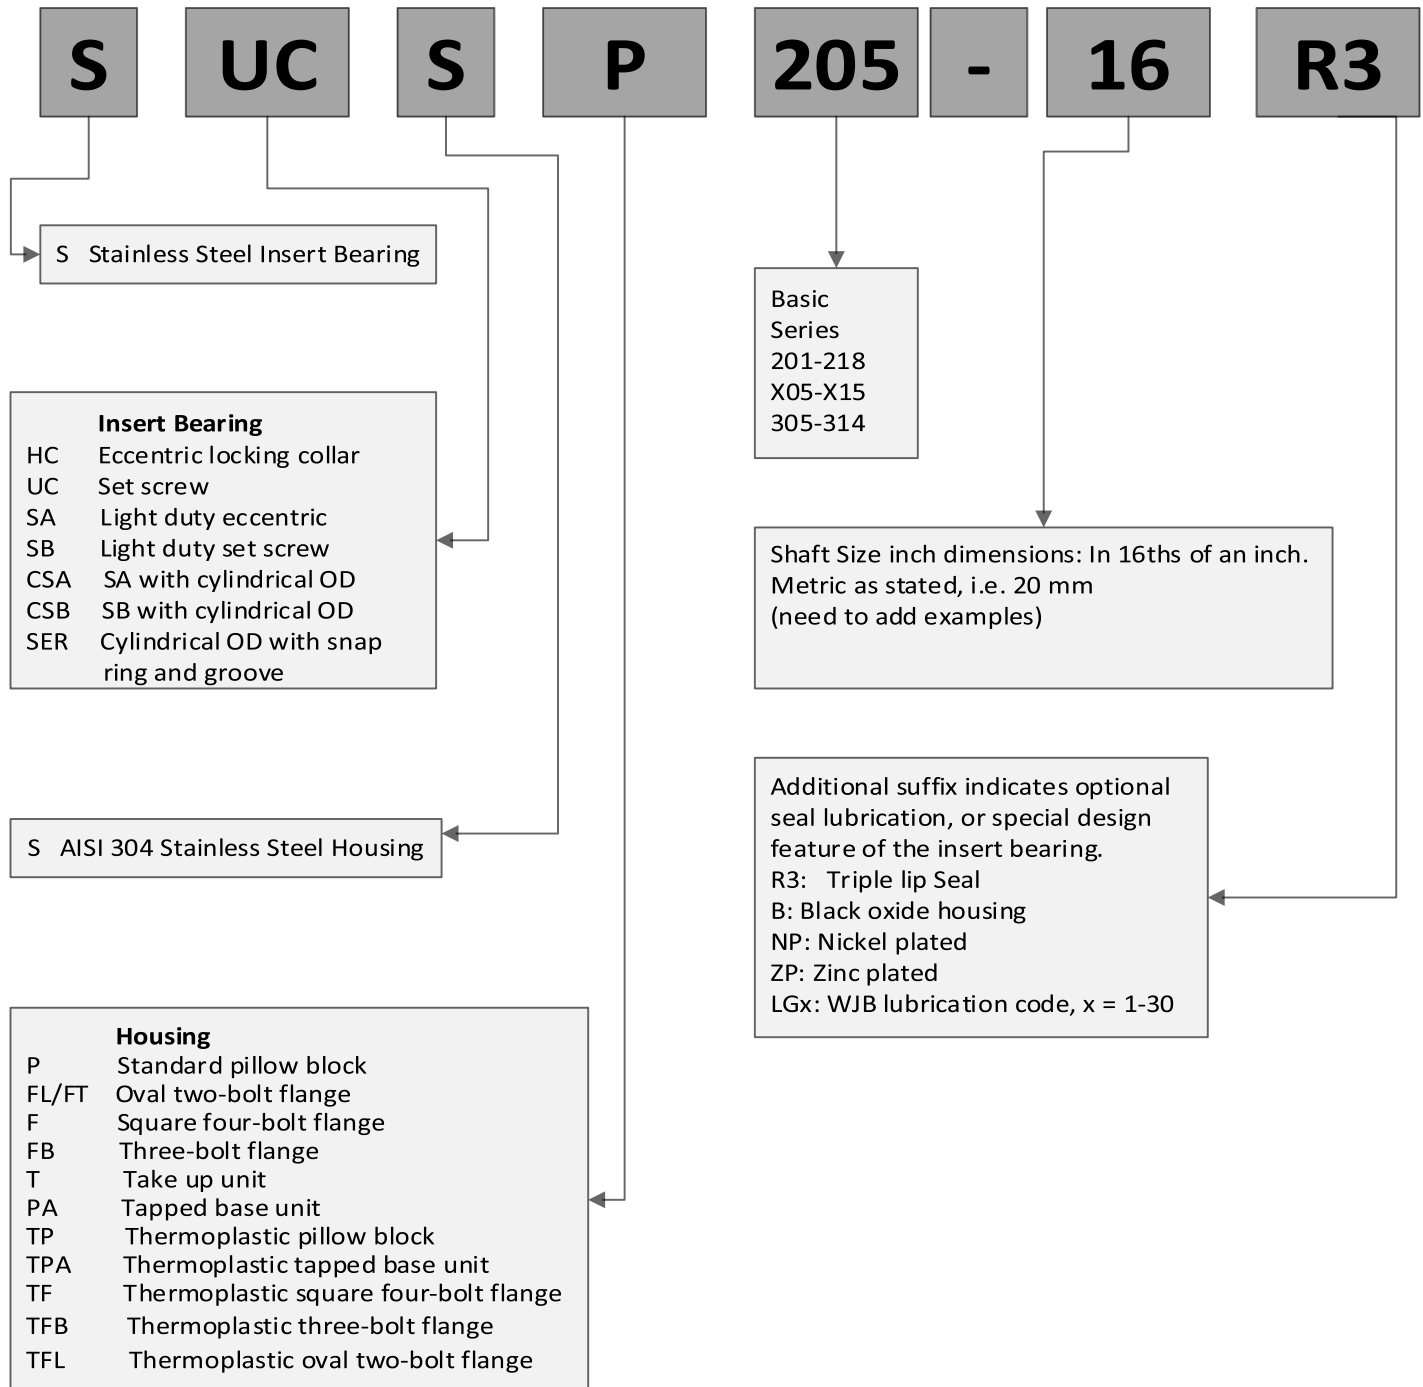 S UC S P 205 - 16 R3
S Stainless Steel Insert Bearing
Insert Bearing
HC Eccentric locking collar
UC Set screw
SA Light duty eccentric
SB Light duty set screw
CSA SA with cylindrical OD
CSB SB with cylindrical OD
SER Cylindrical OD with snap
ring and groove
S AISI 304 Stainless Steel Housing
Housing
P Standard pillow block
FL/FT Oval two-bolt flange
F Square four-bolt flange
FB Three-bolt flange
T Take up unit
PA Tapped base unit
TP Thermoplastic pillow block
TPA Thermoplastic tapped base unit
TF Thermoplastic square four-bolt flange
TFB Thermoplastic three-bolt flange
TFL Thermoplastic oval two-bolt flange
Basic
Series
201-218
X05-X15
305-314
Shaft Size inch dimensions: In 16ths of an inch.
Metric as stated, i.e. 20 mm
(need to add examples)
Additional suffix indicates optional
seal lubrication, or special design
feature of the insert bearing.
R3: Triple lip Seal
B: Black oxide housing
NP: Nickel plated
ZP: Zinc plated
LGx: WJB lubrication code, x = 1-30